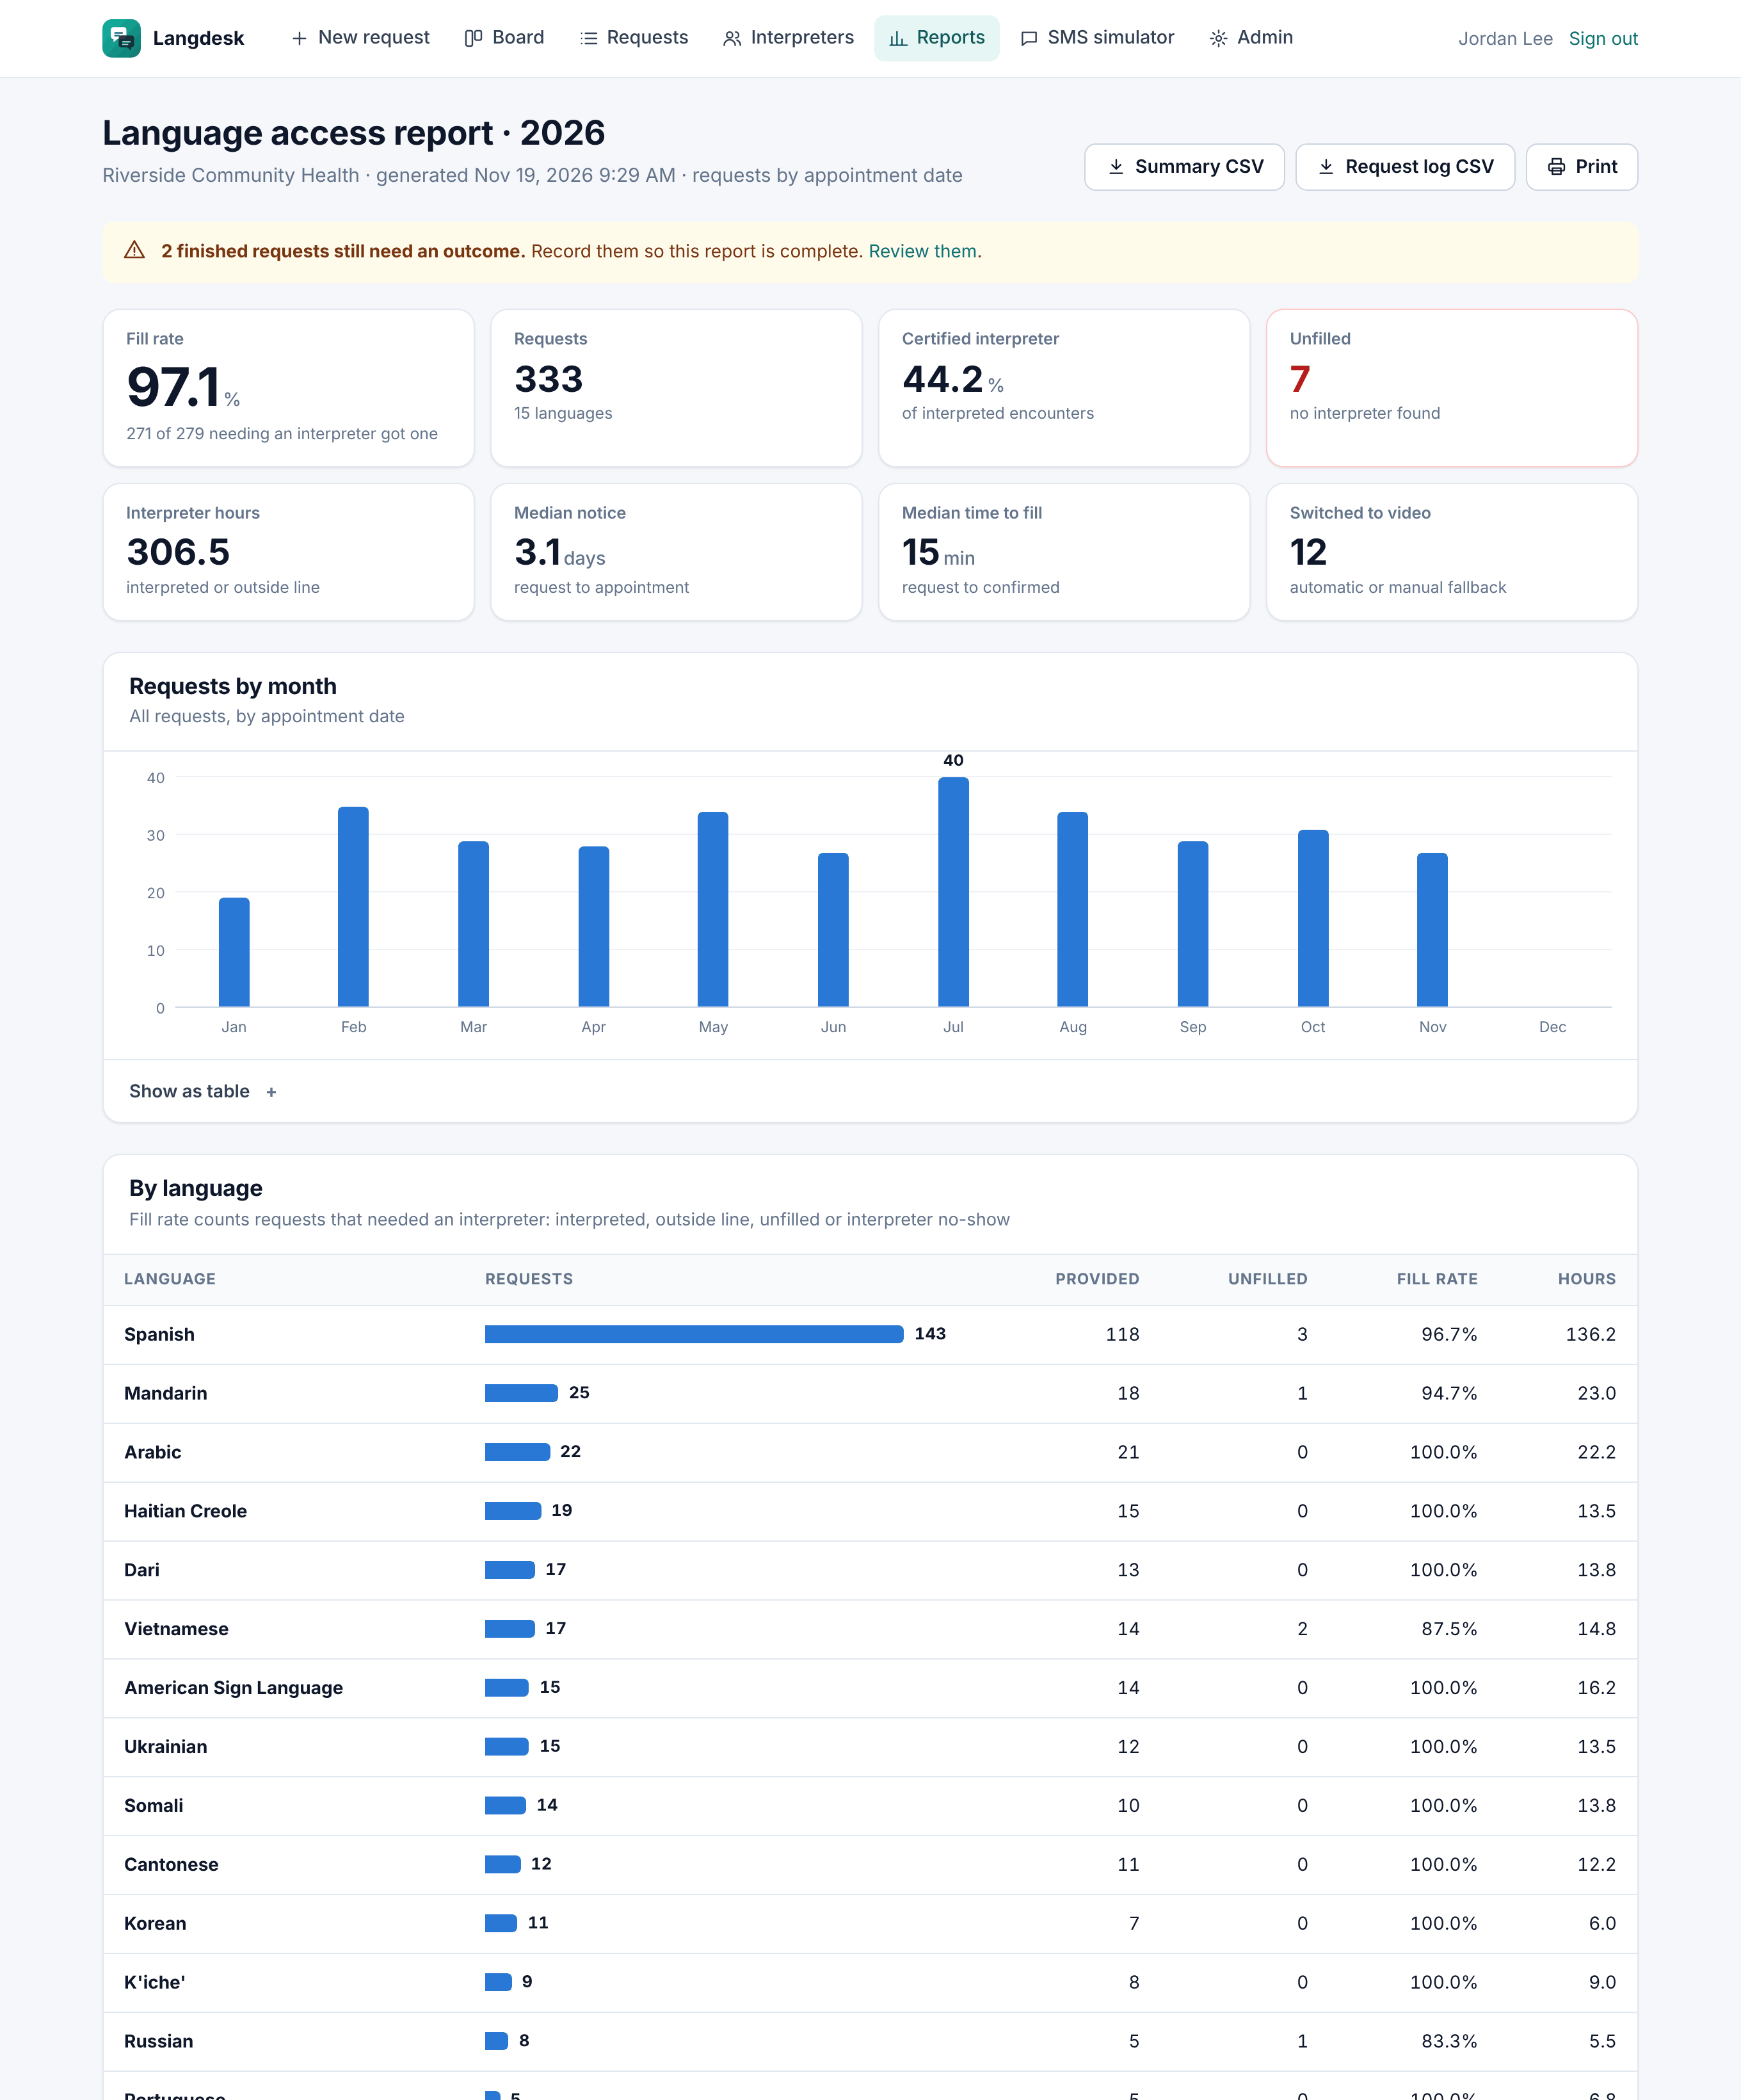 Langdesk
New request
Board
Requests
Interpreters
Reports
SMS simulator
Admin
Jordan Lee
Sign out
Language access report · 2026
Riverside Community Health · generated Nov 19, 2026 9:29 AM · requests by appointment date
Summary CSV
Request log CSV
Print
2 finished requests still need an outcome. Record them so this report is complete. Review them.
Fill rate
97.1%
271 of 279 needing an interpreter got one
Requests
333
15 languages
Certified interpreter
44.2%
of interpreted encounters
Unfilled
7
no interpreter found
Interpreter hours
306.5
interpreted or outside line
Median notice
3.1 days
request to appointment
Median time to fill
15 min
request to confirmed
Switched to video
12
automatic or manual fallback
Requests by month
All requests, by appointment date
40
40
30
20
10
0
Jan Feb Mar Apr May Jun Jul Aug Sep Oct Nov Dec
Show as table +
By language
Fill rate counts requests that needed an interpreter: interpreted, outside line, unfilled or interpreter no-show
LANGUAGE REQUESTS PROVIDED UNFILLED FILL RATE HOURS
Spanish 143 118 3 96.7% 136.2
Mandarin 25 18 1 94.7% 23.0
Arabic 22 21 0 100.0% 22.2
Haitian Creole 19 15 0 100.0% 13.5
Dari 17 13 0 100.0% 13.8
Vietnamese 17 14 2 87.5% 14.8
American Sign Language 15 14 0 100.0% 16.2
Ukrainian 15 12 0 100.0% 13.5
Somali 14 10 0 100.0% 13.8
Cantonese 12 11 0 100.0% 12.2
Korean 11 7 0 100.0% 6.0
K'iche' 9 8 0 100.0% 9.0
Russian 8 5 1 83.3% 5.5
Portuguese 5 5 0 100.0% 6.8